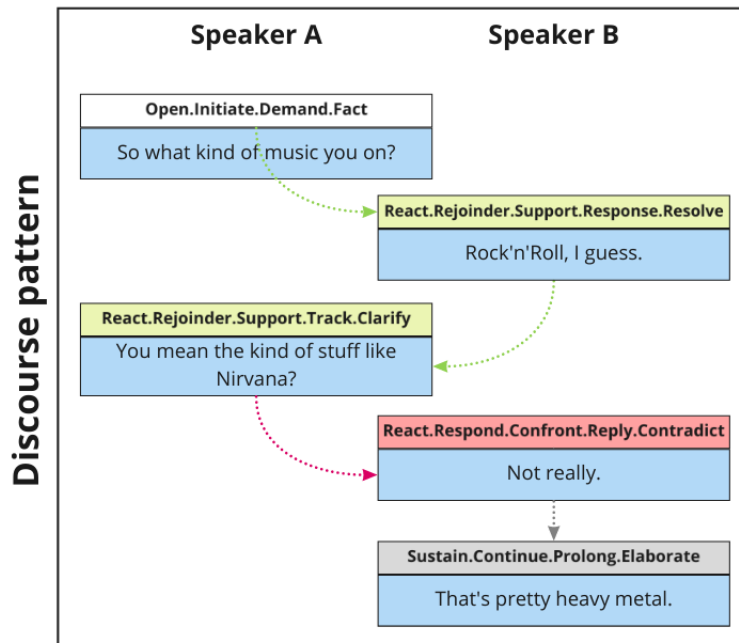 Speaker A
Speaker B
Discourse pattern
Open.Initiate.Demand.Fact
So what kind of music you on?
React.Rejoinder.Support.Response.Resolve
Rock'n'Roll, I guess.
React.Rejoinder.Support.Track.Clarify
You mean the kind of stuff like
Nirvana?
React.Respond.Confront.Reply.Contradict
Not really.
Sustain.Continue.Prolong.Elaborate
That's pretty heavy metal.